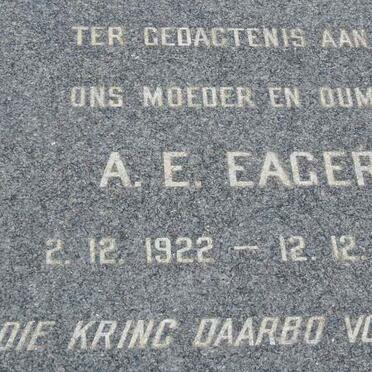 TER GEDAGTENIS AAN
ONS MOEDER EN OUM
A. E. EAGER
2. 12. 1922 – 12. 12.
DIE KRING DAARBO VO